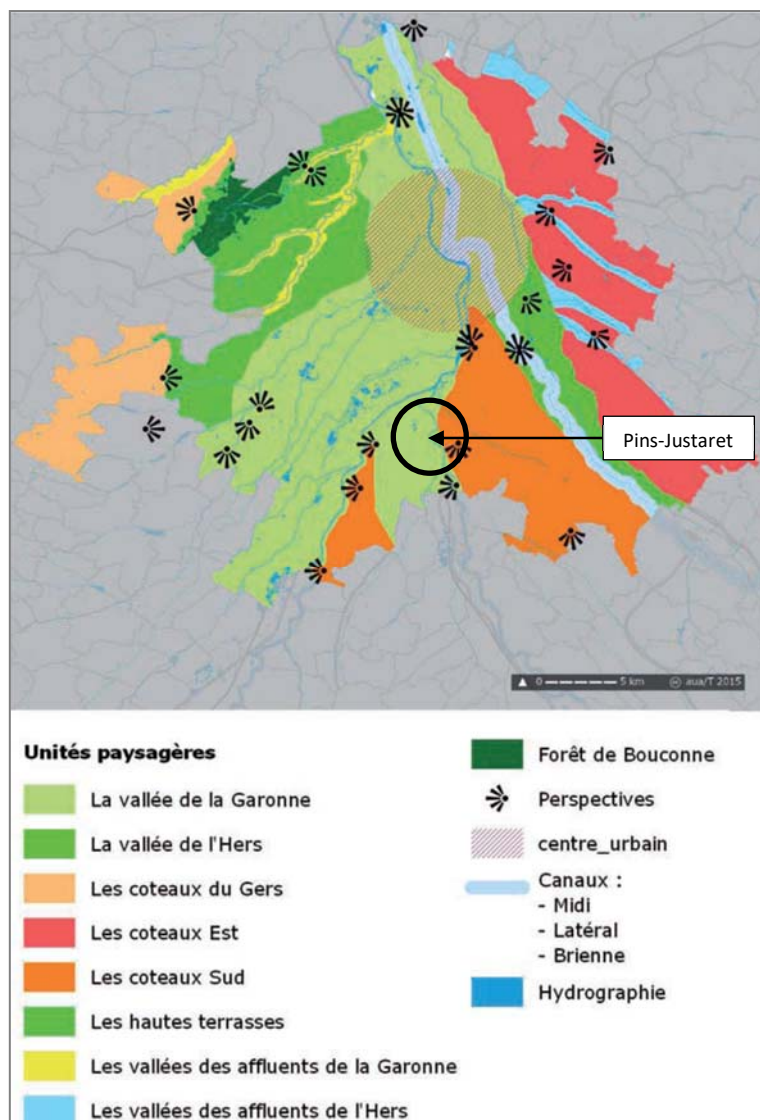 Pins-Justaret
0 5 km aua/T 2015
Unités paysagères
La vallée de la Garonne
La vallée de l'Hers
Les coteaux du Gers
Les coteaux Est
Les coteaux Sud
Les hautes terrasses
Les vallées des affluents de la Garonne
Les vallées des affluents de l'Hers
Forêt de Bouconne
Perspectives
centre_urbain
Canaux :
- Midi
- Latéral
- Brienne
Hydrographie